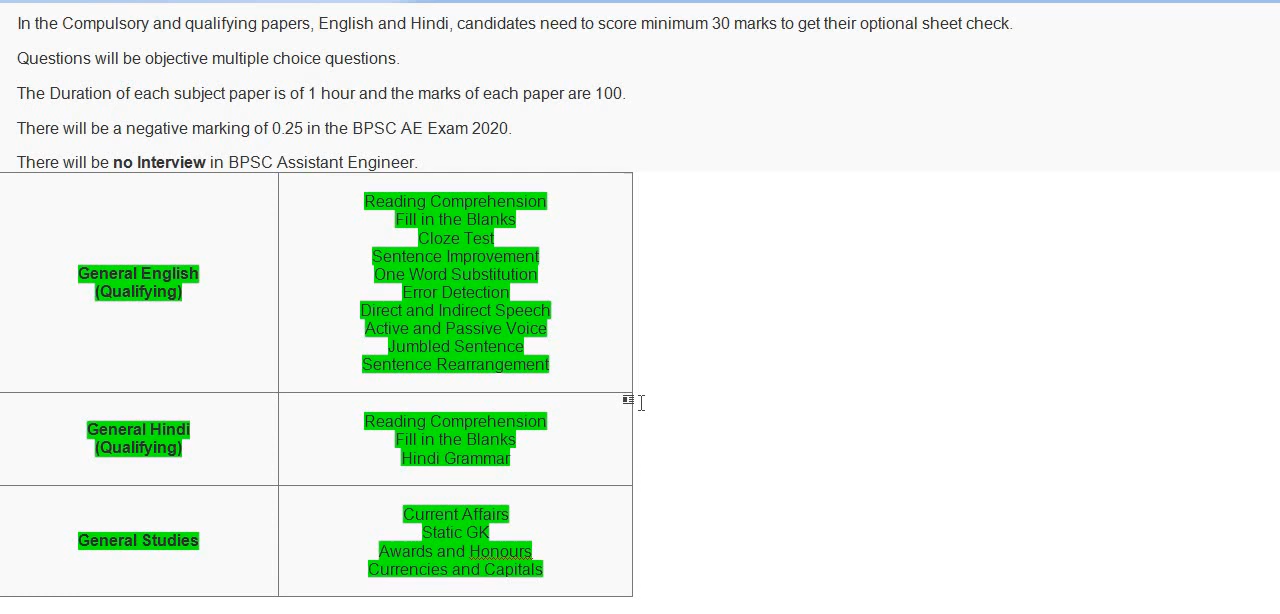 In the Compulsory and qualifying papers, English and Hindi, candidates need to score minimum 30 marks to get their optional sheet check.
Questions will be objective multiple choice questions.
The Duration of each subject paper is of 1 hour and the marks of each paper are 100.
There will be a negative marking of 0.25 in the BPSC AE Exam 2020.
There will be no Interview in BPSC Assistant Engineer.
General English
(Qualifying)
Reading Comprehension
Fill in the Blanks
Cloze Test
Sentence Improvement
One Word Substitution
Error Detection
Direct and Indirect Speech
Active and Passive Voice
Jumbled Sentence
Sentence Rearrangement
General Hindi
(Qualifying)
Reading Comprehension
Fill in the Blanks
Hindi Grammar
General Studies
Current Affairs
Static GK
Awards and Honours
Currencies and Capitals